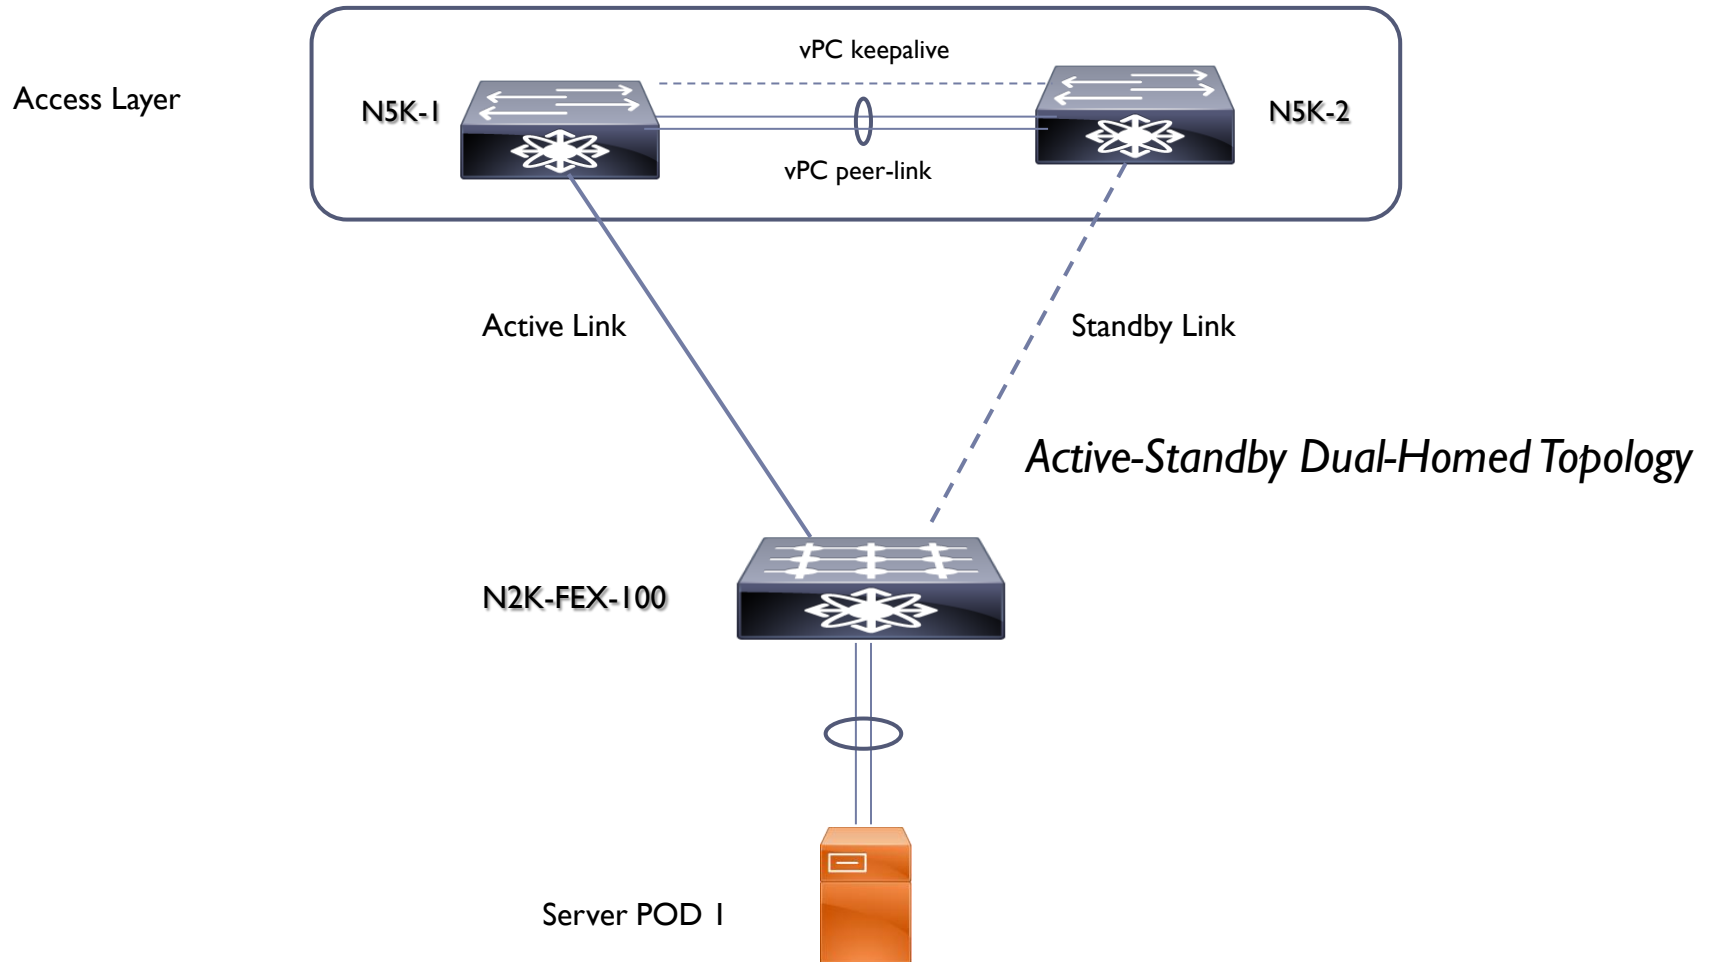 vPC keepalive
Access Layer
N5K-1
N5K-2
vPC peer-link
Active Link
Standby Link
Active-Standby Dual-Homed Topology
N2K-FEX-100
Server POD 1